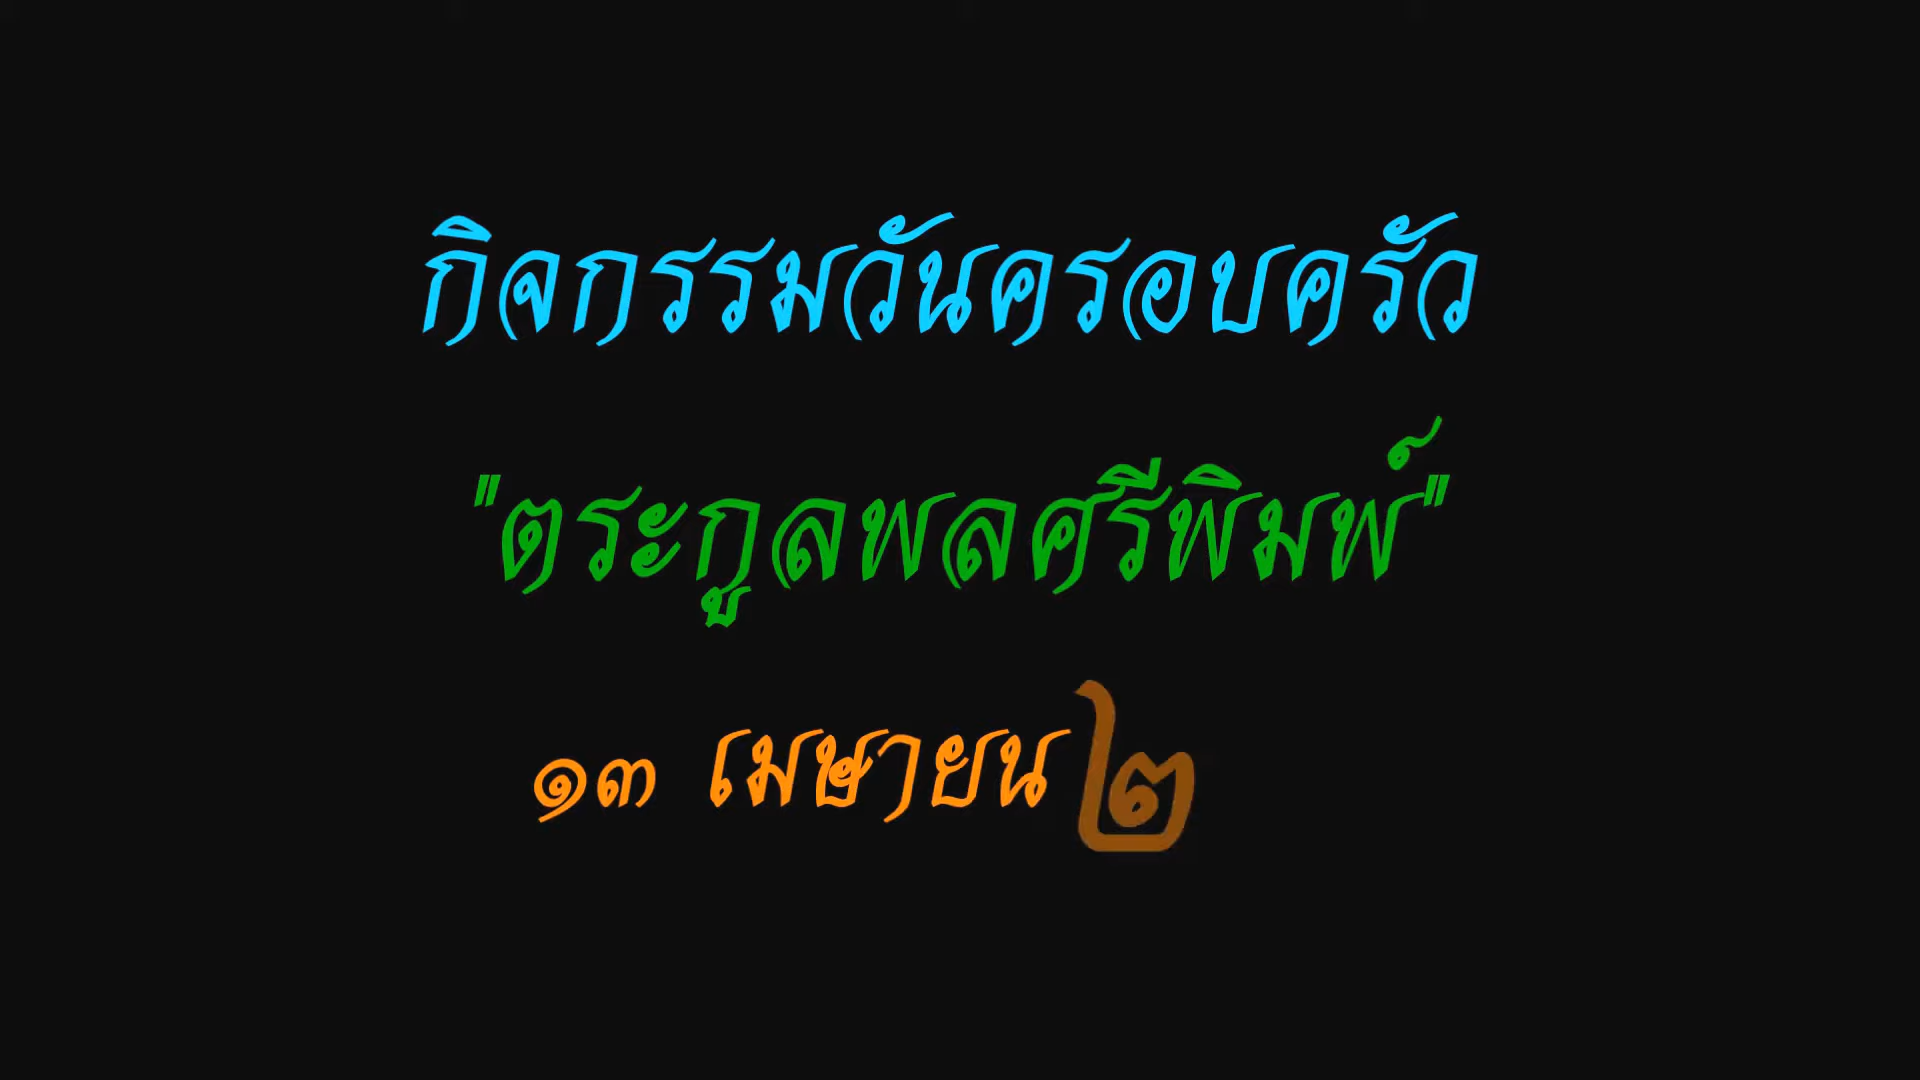 กิจกรรมวันครอบครัว
"ตระกูลพลศรีพิมพ์"
๑๓ เมษายน ๒